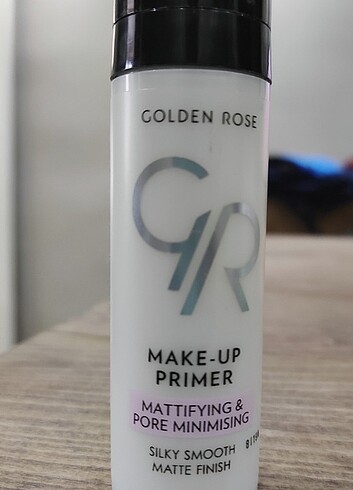 GOLDEN ROSE
GR
MAKE-UP
PRIMER
MATTIFYING &
PORE MINIMISING
SILKY SMOOTH
MATTE FINISH